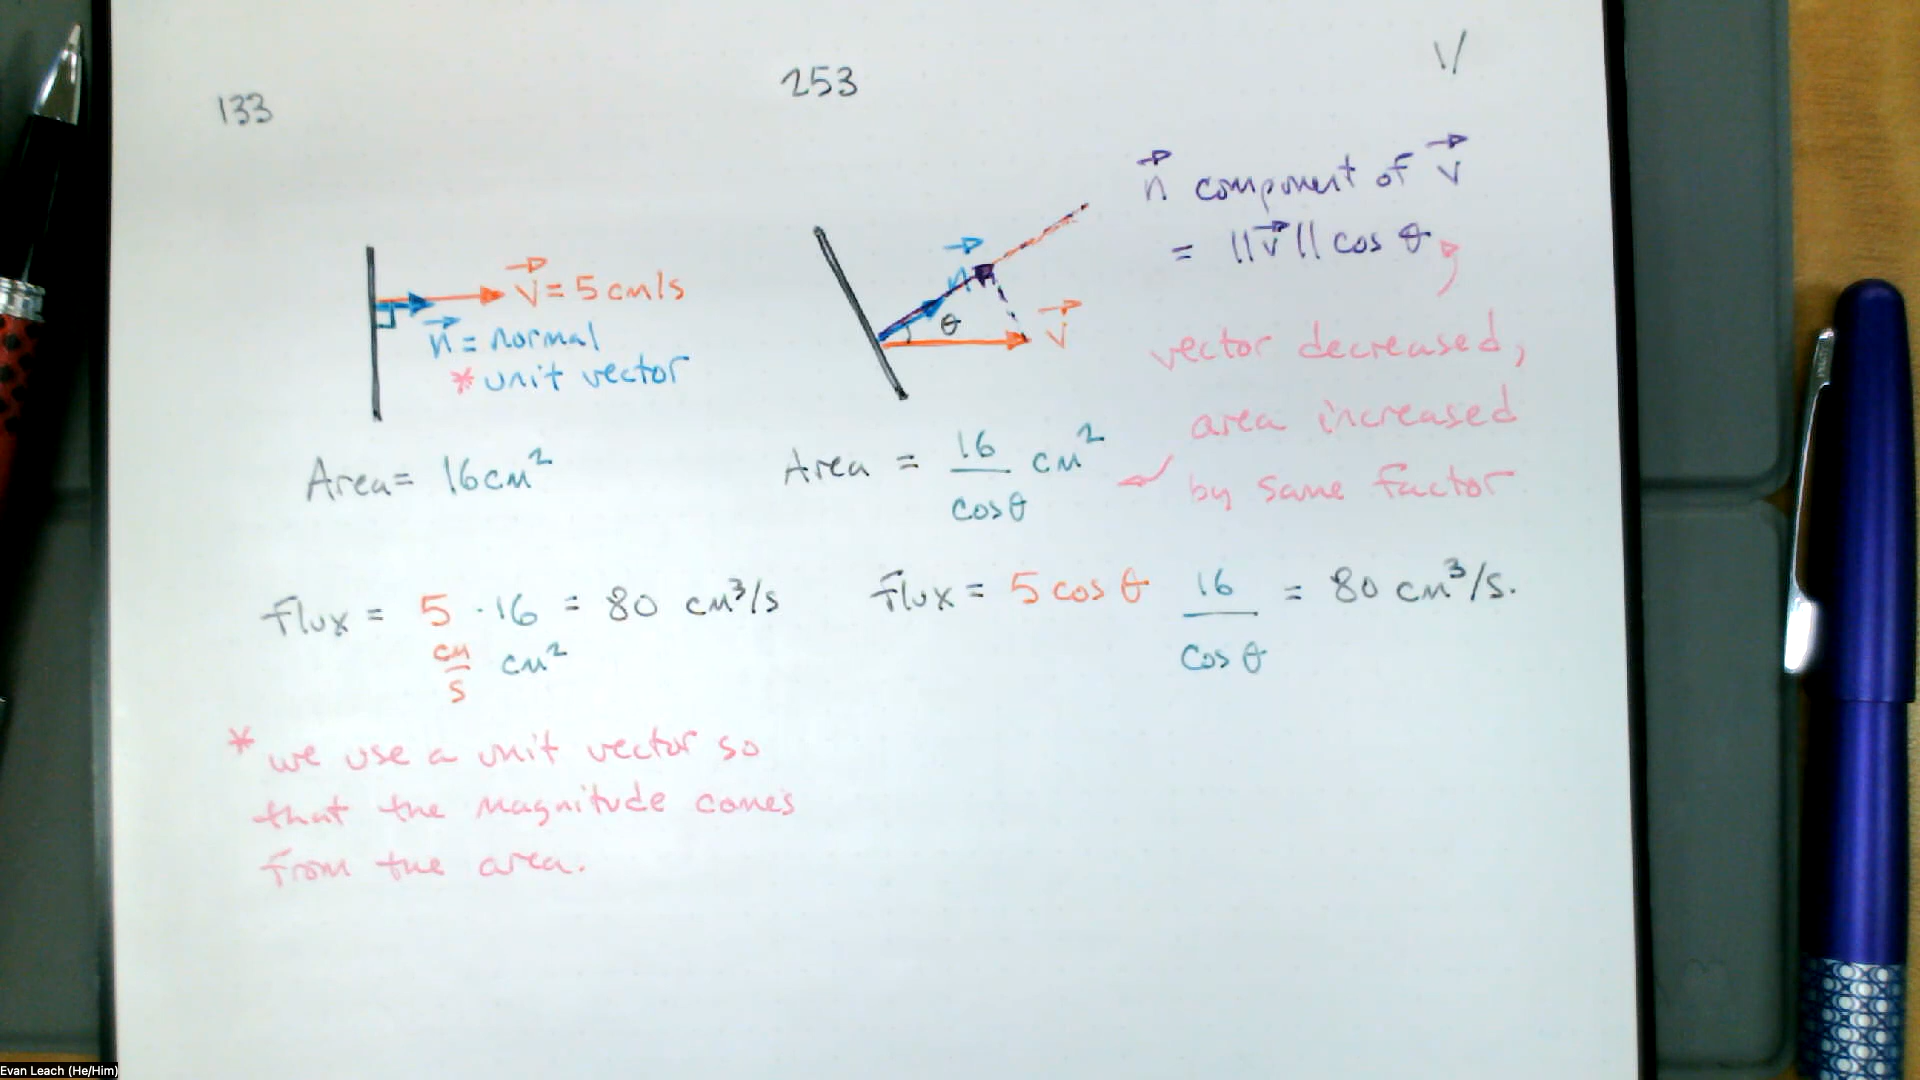 133
253
V
n⃗ component of v⃗
= ||v⃗|| cos θ
v⃗ = 5 cm/s
n⃗ = normal
* unit vector
n⃗
θ
v⃗
vector decreased,
area increased
by same factor
Area = 16 cm²
Area = 16/cos θ cm²
flux = 5 cm/s · 16 cm² = 80 cm³/s
flux = 5 cos θ 16/cos θ = 80 cm³/s.
* we use a unit vector so
that the magnitude comes
from the area.
Evan Leach (He/Him)